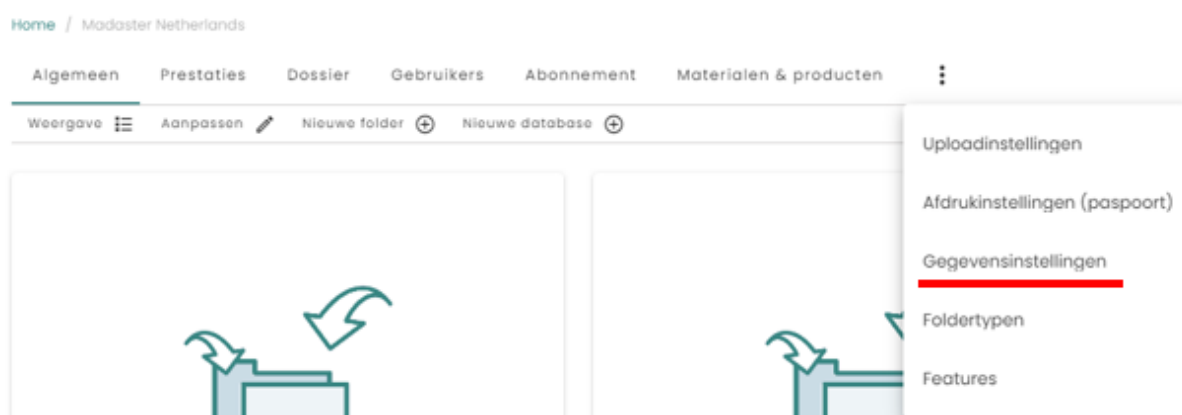 Home / Madaster Netherlands
Algemeen Prestaties Dossier Gebruikers Abonnement Materialen & producten
Weergave Aanpassen Nieuwe folder Nieuwe database
Uploadinstellingen
Afdrukinstellingen (paspoort)
Gegevensinstellingen
Foldertypen
Features